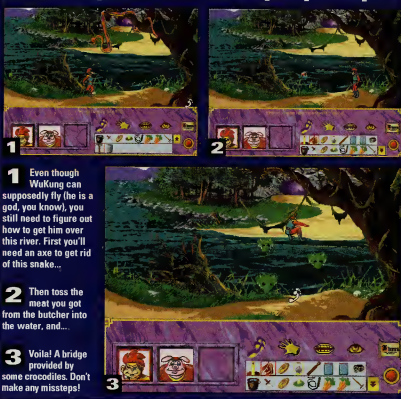 1
2
1 Even though
WuKung can
supposedly fly (he is a
god, you know), you
still need to figure out
how to get him over
this river. First you'll
need an axe to get rid
of this snake...
2 Then toss the
meat you got
from the butcher into
the water, and...
3 Voila! A bridge
provided by
some crocodiles. Don't
make any missteps!
3